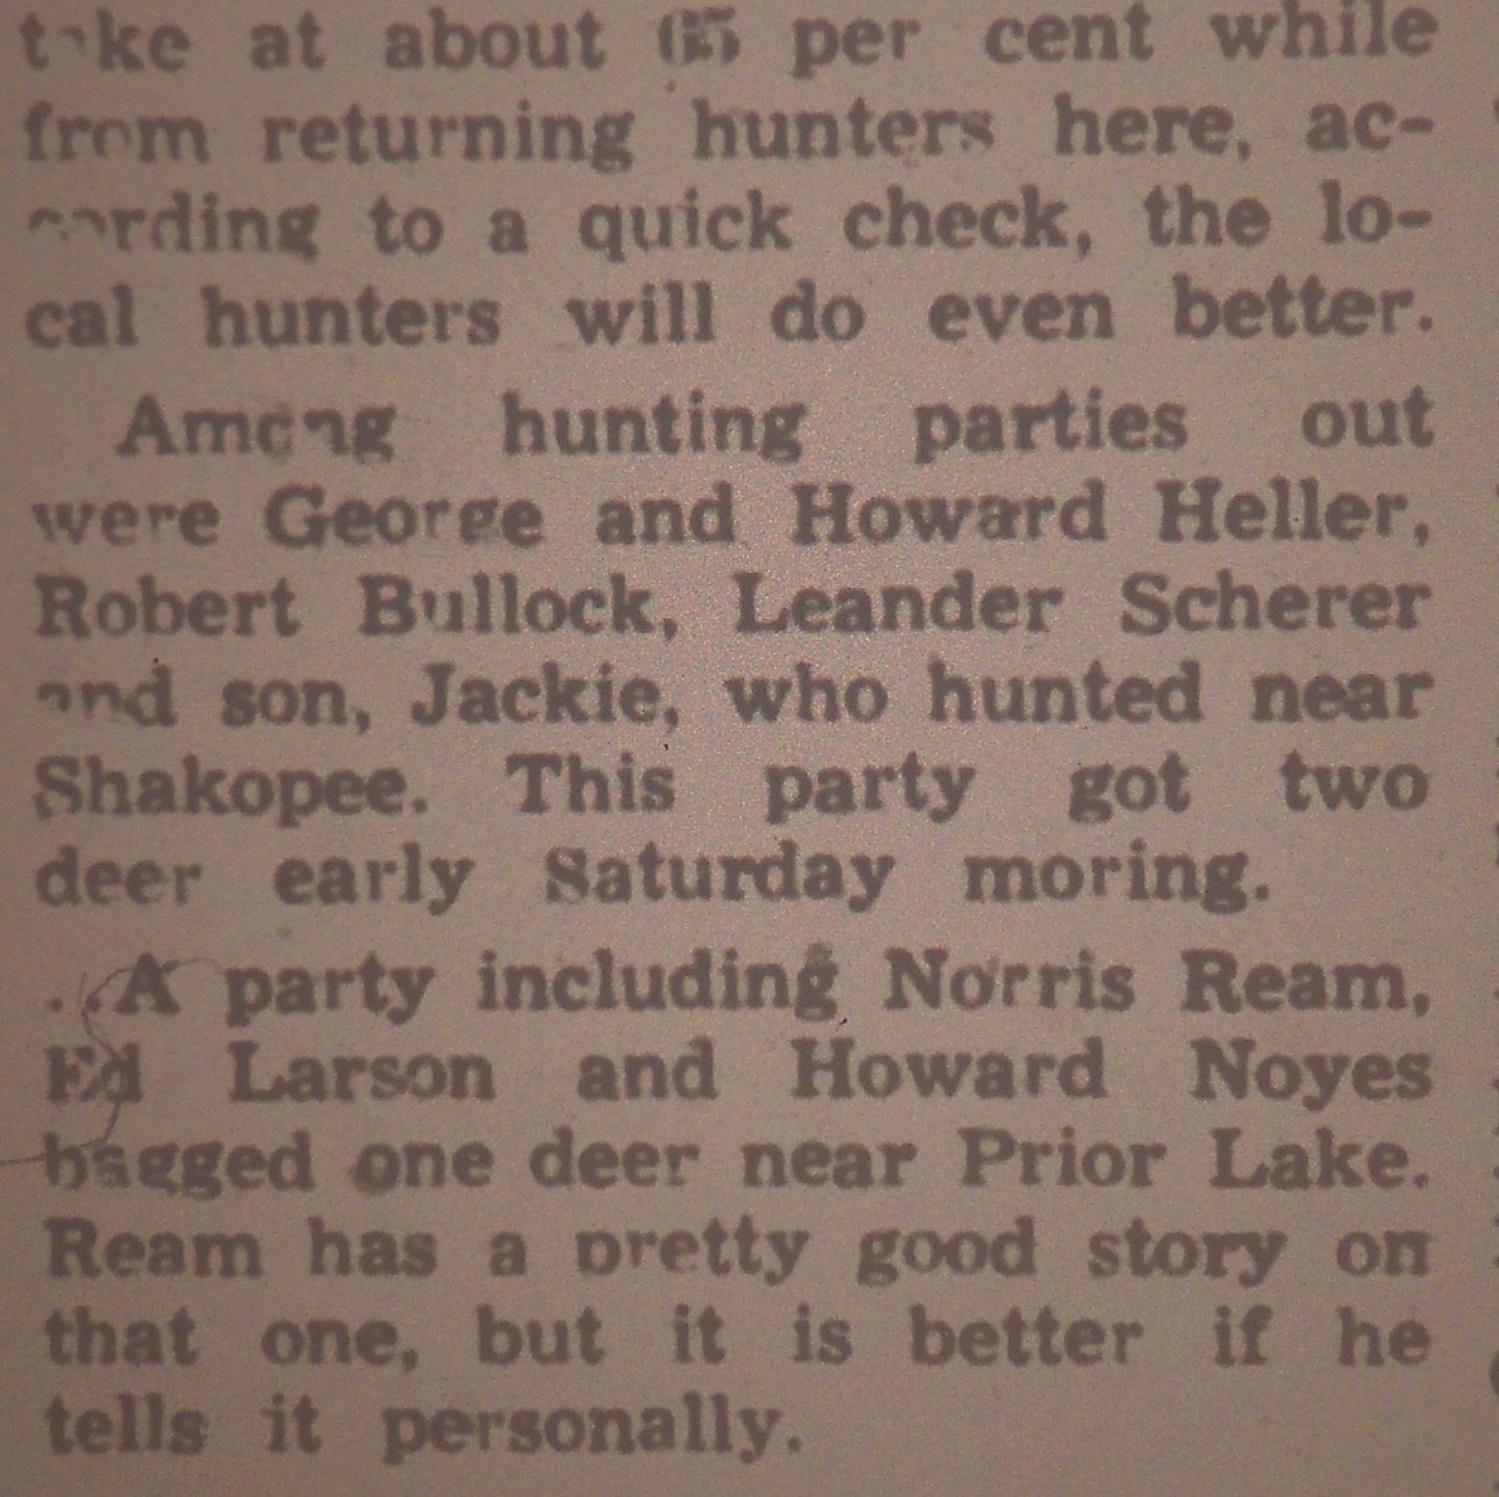 take at about 65 per cent while
from returning hunters here, ac-
cording to a quick check, the lo-
cal hunters will do even better.
Among hunting parties out
were George and Howard Heller,
Robert Bullock, Leander Scherer
and son, Jackie, who hunted near
Shakopee. This party got two
deer early Saturday moring.
..A party including Norris Ream,
Ed Larson and Howard Noyes
bagged one deer near Prior Lake.
Ream has a pretty good story on
that one, but it is better if he
tells it personally.